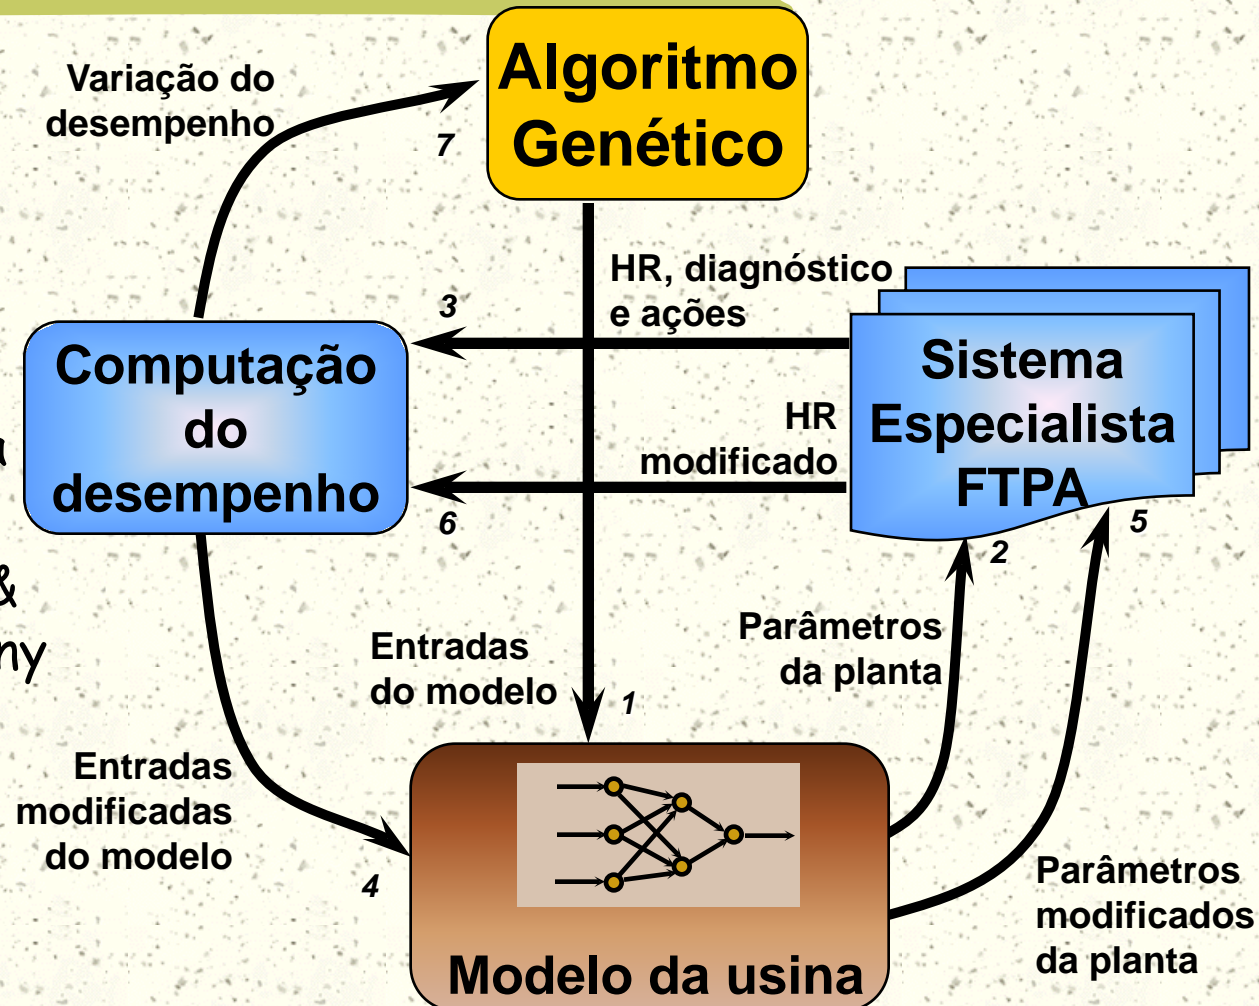 Algoritmo
Genético
Variação do
desempenho
7
HR, diagnóstico
e ações
3
Computação
do
desempenho
Sistema
Especialista
FTPA
HR
modificado
6
5
2
a
&
ny
Entradas
do modelo
1
Parâmetros
da planta
Entradas
modificadas
do modelo
4
Parâmetros
modificados
da planta
Modelo da usina